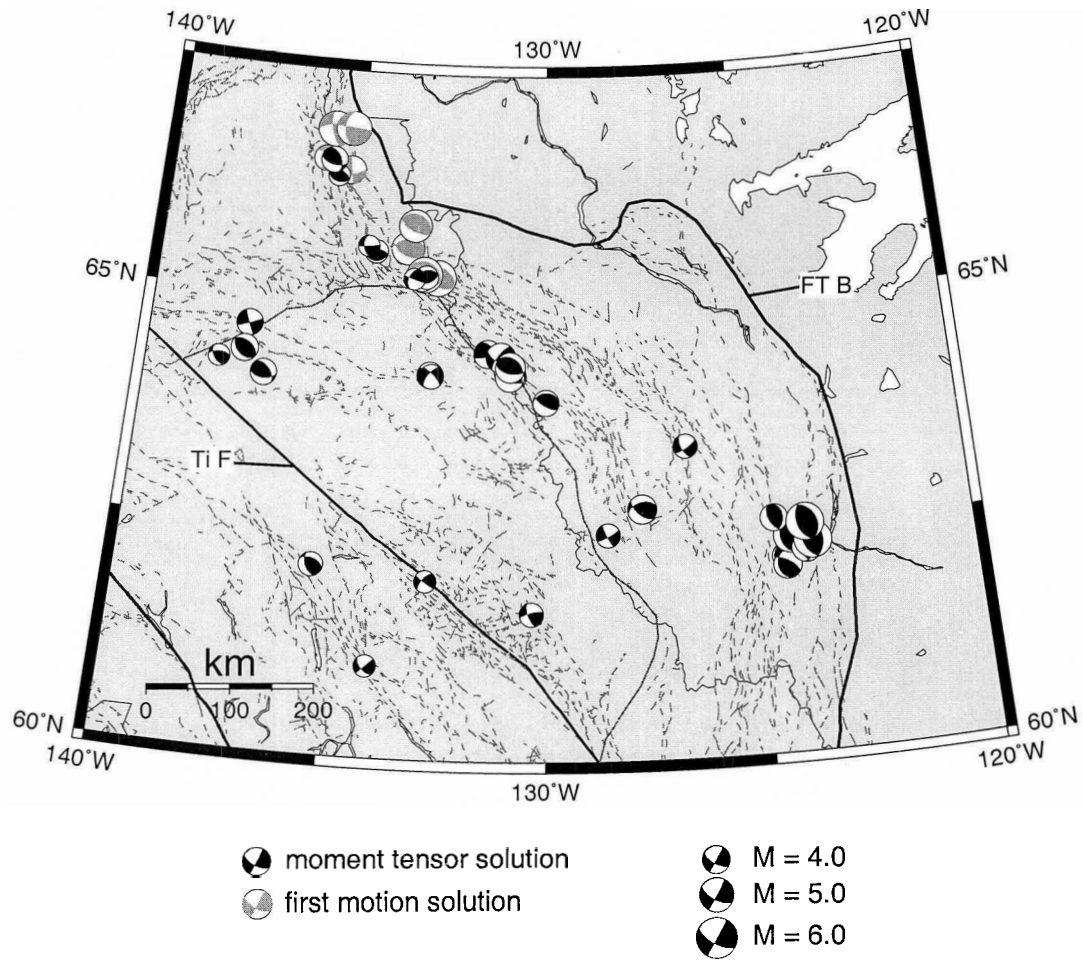 140°W
130°W
120°W
65°N
65°N
FT B
Ti F
km
0 100 200
60°N
60°N
140°W
130°W
120°W
moment tensor solution
M = 4.0
first motion solution
M = 5.0
M = 6.0